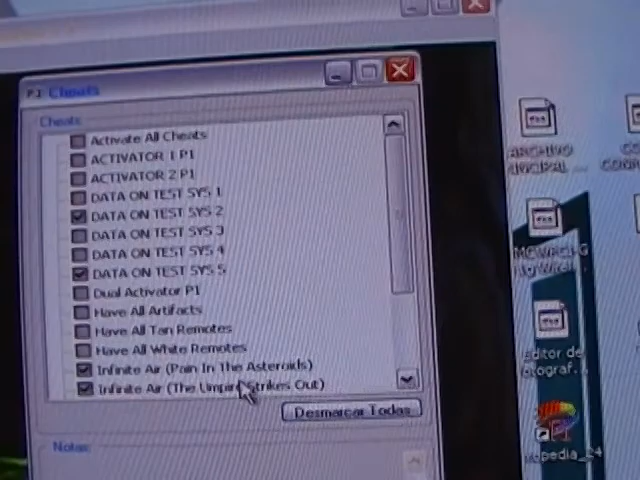 Cheats
Cheats
Activate All Cheats
ACTIVATOR 1 P1
ACTIVATOR 2 P1
DATA ON TEST SYS 1
DATA ON TEST SYS 2
DATA ON TEST SYS 3
DATA ON TEST SYS 4
DATA ON TEST SYS 5
Dual Activator P1
Have All Artifacts
Have All Tan Remotes
Have All White Remotes
Infinite Air (Pain In The Asteroids)
Infinite Air (The Umpire Strikes Out)
Desmarcar Todas
Notas:
ARCHIVO
Editor de